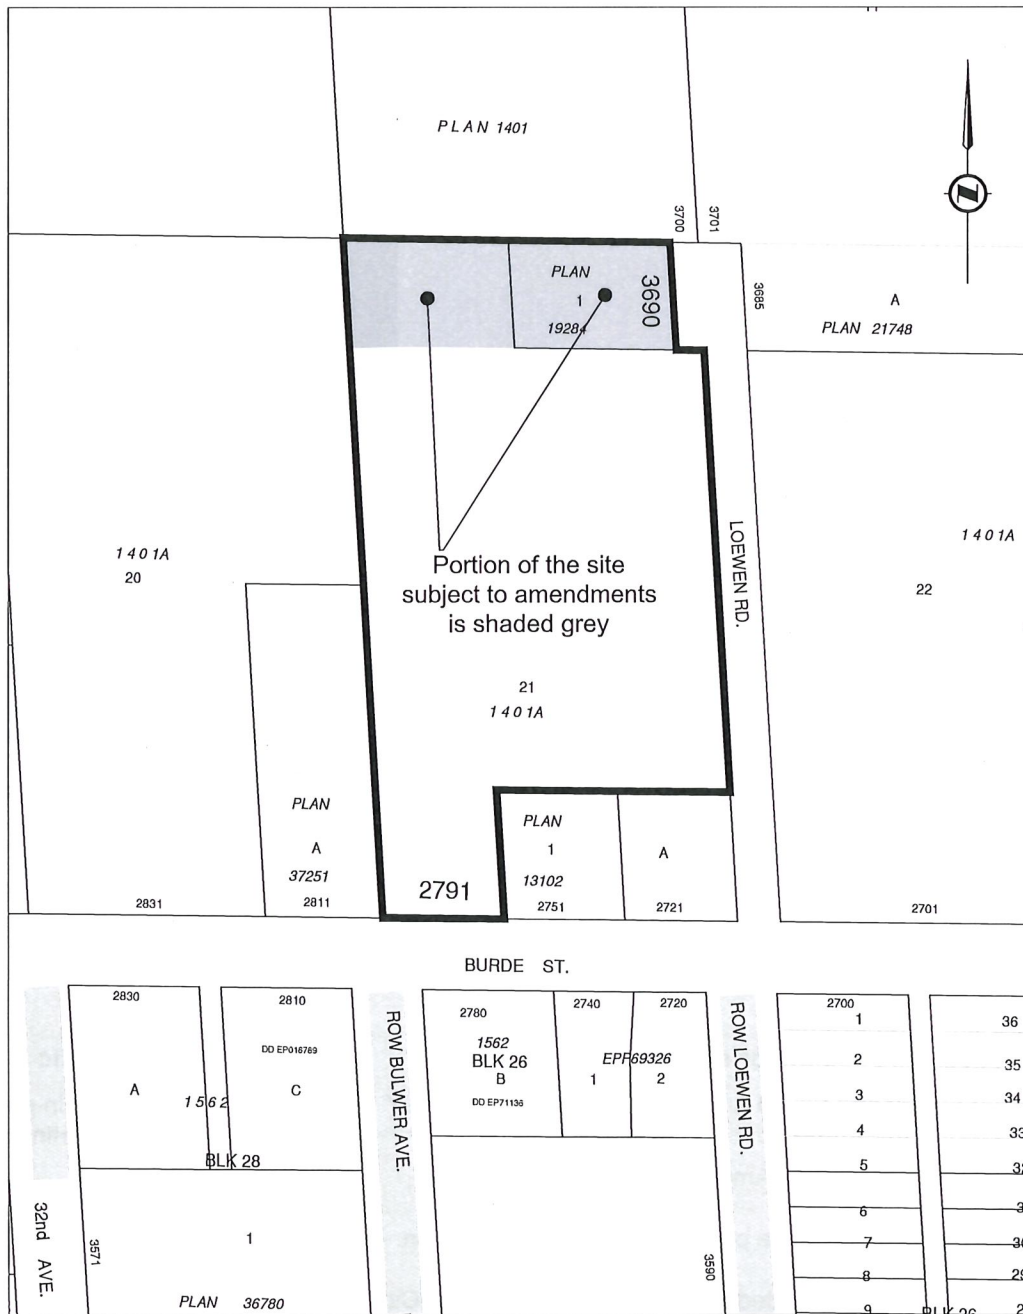 PLAN 1401
3700
3701
PLAN
1
19284
3690
3685
A
PLAN 21748
1401A
20
Portion of the site
subject to amendments
is shaded grey
LOEWEN RD.
1401A
22
21
1401A
PLAN
A
37251
2811
2831
2791
PLAN
1
13102
2751
A
2721
2701
BURDE ST.
2830
A
1562
2810
DD EP016769
C
BLK 28
ROW BULWER AVE.
2780
1562
BLK 26
B
DD EP71136
2740
1
2720
2
EPP69326
ROW LOEWEN RD.
2700
1
2
3
4
5
6
7
8
9
36
35
34
33
32nd AVE.
3571
1
PLAN 36780
3590